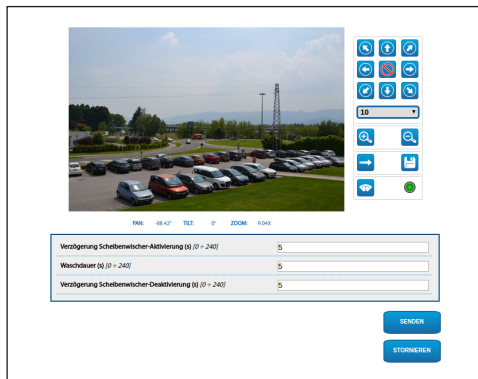 10
PAN: -88.42° TILT: 0° ZOOM: 9.04X
Verzögerung Scheibenwischer-Aktivierung (s) [0 ÷ 240] 5
Waschdauer (s) [0 ÷ 240] 5
Verzögerung Scheibenwischer-Deaktivierung (s) [0 ÷ 240] 5
SENDEN
STORNIEREN